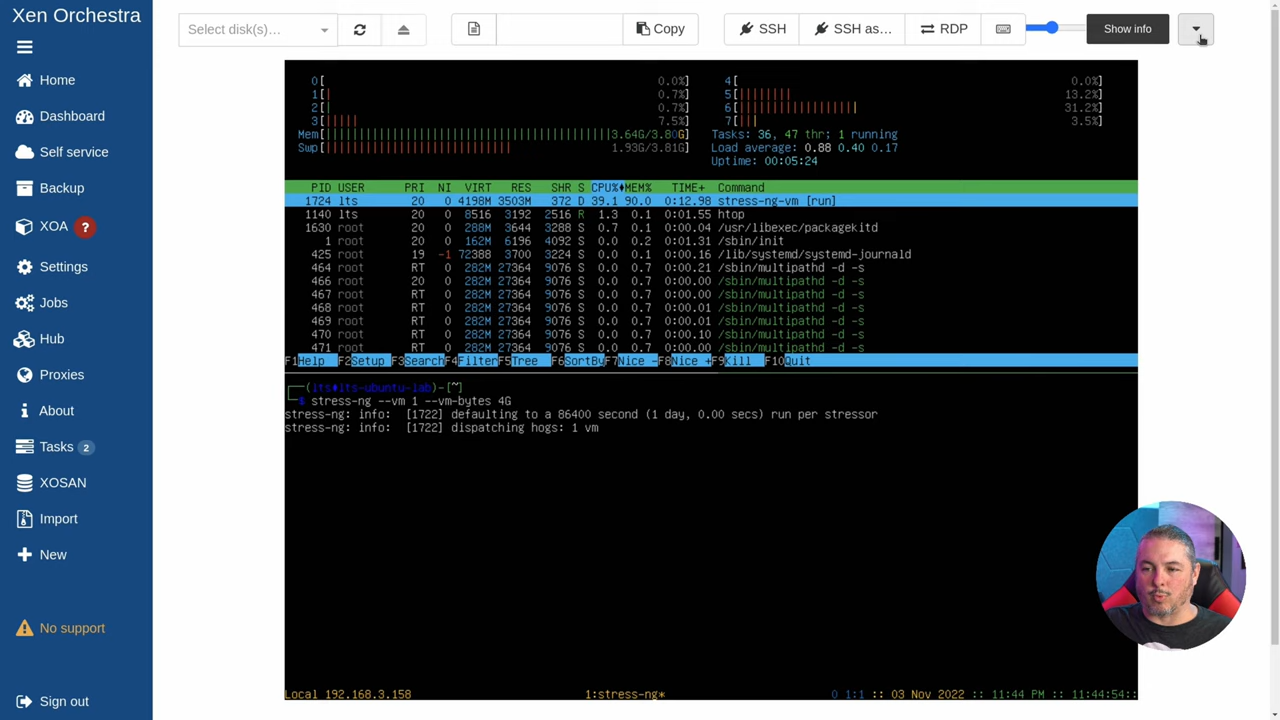 Xen Orchestra
Home
Dashboard
Self service
Backup
XOA ?
Settings
Jobs
Hub
Proxies
About
Tasks 2
XOSAN
Import
New
No support
Sign out
Select disk(s)…
Copy
SSH
SSH as…
RDP
Show info
0[ 0.0%] 4[ 0.0%]
1[| 0.7%] 5[|||||||| 13.2%]
2[| 0.7%] 6[|||||||||||||||||| 31.2%]
3[||||| 7.5%] 7[||| 3.5%]
Mem[||||||||||||||||||||||||||||||||||||||||||3.64G/3.80G] Tasks: 36, 47 thr; 1 running
Swp[|||||||||||||||||||||||||||| 1.93G/3.81G] Load average: 0.88 0.40 0.17
Uptime: 00:05:24
PID USER PRI NI VIRT RES SHR S CPU% MEM% TIME+ Command
1724 lts 20 0 4198M 3503M 372 D 39.1 90.0 0:12.98 stress-ng-vm [run]
1140 lts 20 0 8516 3192 2516 R 1.3 0.1 0:01.55 htop
1630 root 20 0 288M 3644 3288 S 0.7 0.1 0:00.04 /usr/libexec/packagekitd
1 root 20 0 162M 6196 4092 S 0.0 0.2 0:01.31 /sbin/init
425 root 19 -1 72388 3700 3224 S 0.0 0.1 0:00.16 /lib/systemd/systemd-journald
464 root RT 0 282M 27364 9076 S 0.0 0.7 0:00.21 /sbin/multipathd -d -s
466 root 20 0 282M 27364 9076 S 0.0 0.7 0:00.00 /sbin/multipathd -d -s
467 root RT 0 282M 27364 9076 S 0.0 0.7 0:00.00 /sbin/multipathd -d -s
468 root RT 0 282M 27364 9076 S 0.0 0.7 0:00.01 /sbin/multipathd -d -s
469 root RT 0 282M 27364 9076 S 0.0 0.7 0:00.01 /sbin/multipathd -d -s
470 root RT 0 282M 27364 9076 S 0.0 0.7 0:00.10 /sbin/multipathd -d -s
471 root RT 0 282M 27364 9076 S 0.0 0.7 0:00.00 /sbin/multipathd -d -s
F1Help F2Setup F3SearchF4FilterF5Tree F6SortByF7Nice -F8Nice +F9Kill F10Quit
┌──(lts♦lts-ubuntu-lab)-[~]
└─ stress-ng --vm 1 --vm-bytes 4G
stress-ng: info: [1722] defaulting to a 86400 second (1 day, 0.00 secs) run per stressor
stress-ng: info: [1722] dispatching hogs: 1 vm
Local 192.168.3.158 1:stress-ng* 0 1:1 :: 03 Nov 2022 :: 11:44 PM :: 11:44:54::